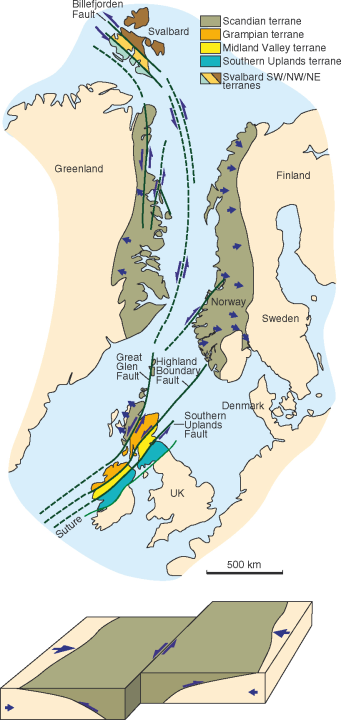 Billefjorden
Fault
Svalbard
Scandian terrane
Grampian terrane
Midland Valley terrane
Southern Uplands terrane
Svalbard SW/NW/NE
terranes
Greenland
Finland
Norway
Sweden
Great
Glen
Fault
Highland
Boundary
Fault
Southern
Uplands
Fault
Denmark
UK
Suture
500 km